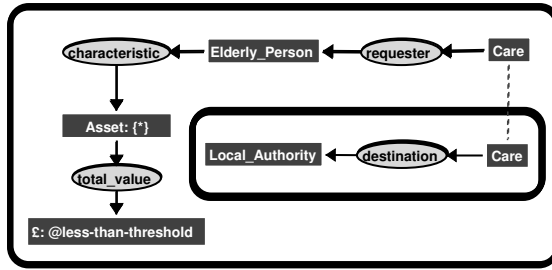 characteristic Elderly_Person requester Care
Asset: {*}
Local_Authority destination Care
total_value
£: @less-than-threshold